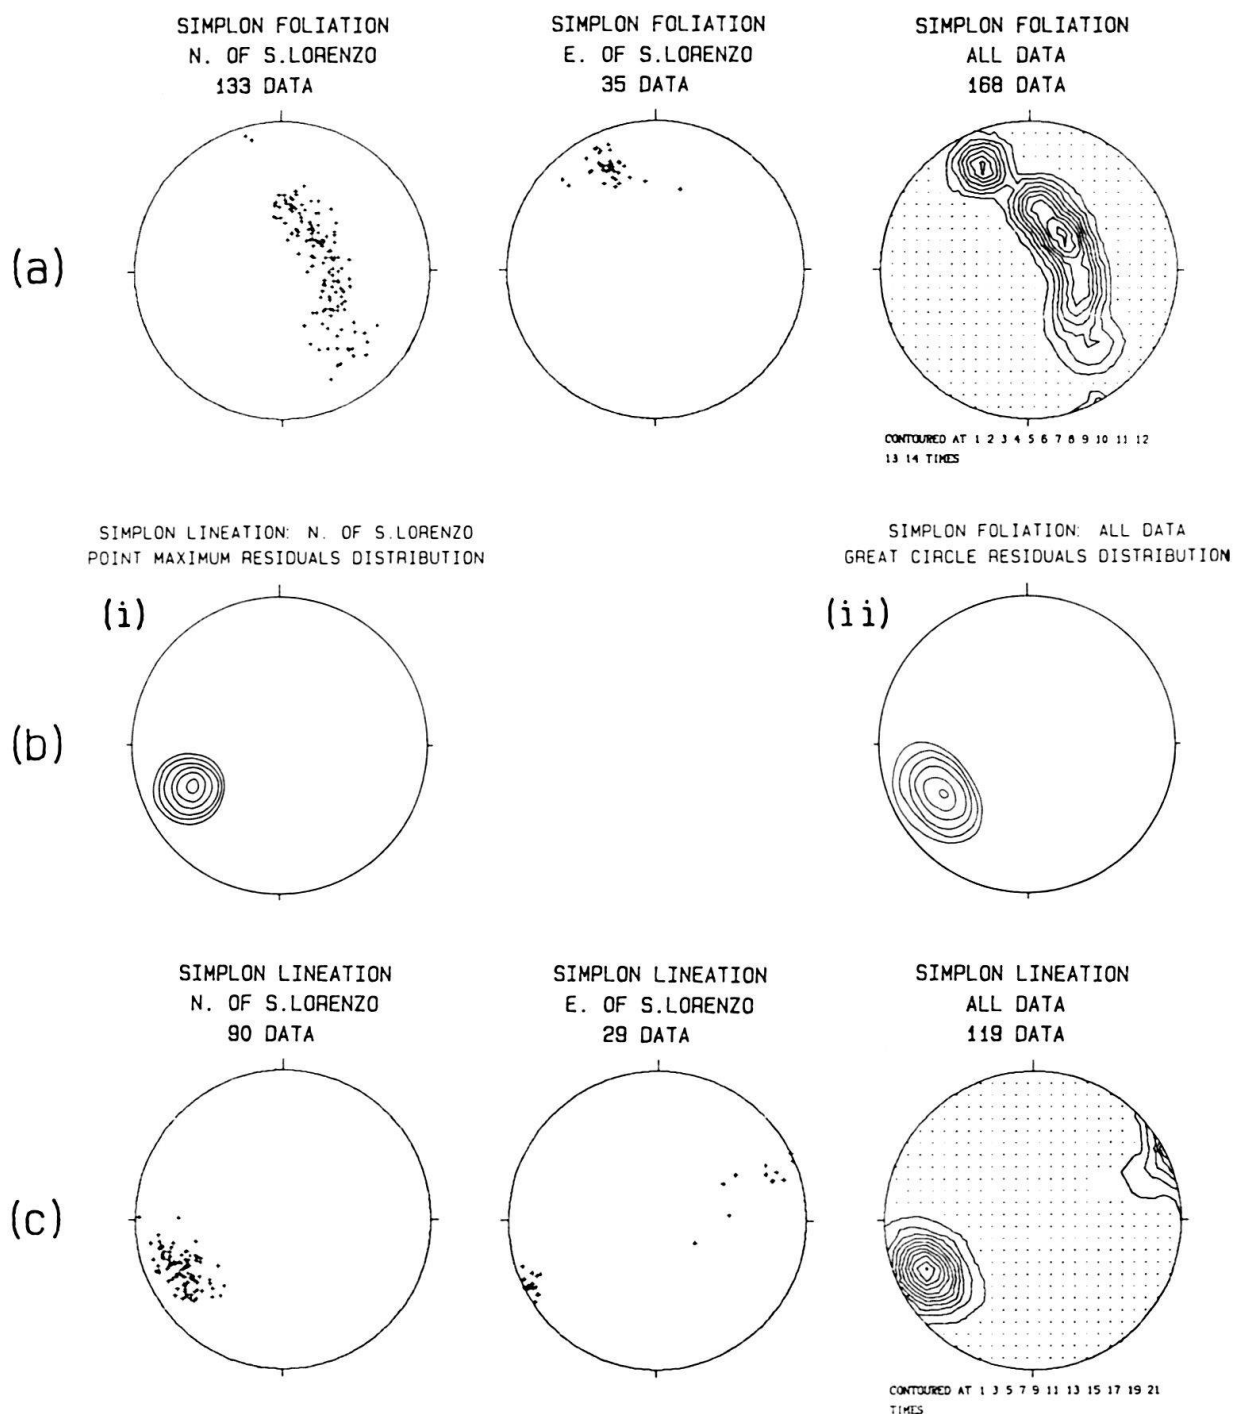 SIMPLON FOLIATION
N. OF S.LORENZO
133 DATA
SIMPLON FOLIATION
E. OF S.LORENZO
35 DATA
SIMPLON FOLIATION
ALL DATA
168 DATA
(a)
CONTOURED AT 1 2 3 4 5 6 7 8 9 10 11 12
13 14 TIMES
SIMPLON LINEATION: N. OF S.LORENZO
POINT MAXIMUM RESIDUALS DISTRIBUTION
SIMPLON FOLIATION: ALL DATA
GREAT CIRCLE RESIDUALS DISTRIBUTION
(i)
(ii)
(b)
SIMPLON LINEATION
N. OF S.LORENZO
90 DATA
SIMPLON LINEATION
E. OF S.LORENZO
29 DATA
SIMPLON LINEATION
ALL DATA
119 DATA
(c)
CONTOURED AT 1 3 5 7 9 11 13 15 17 19 21
TIMES